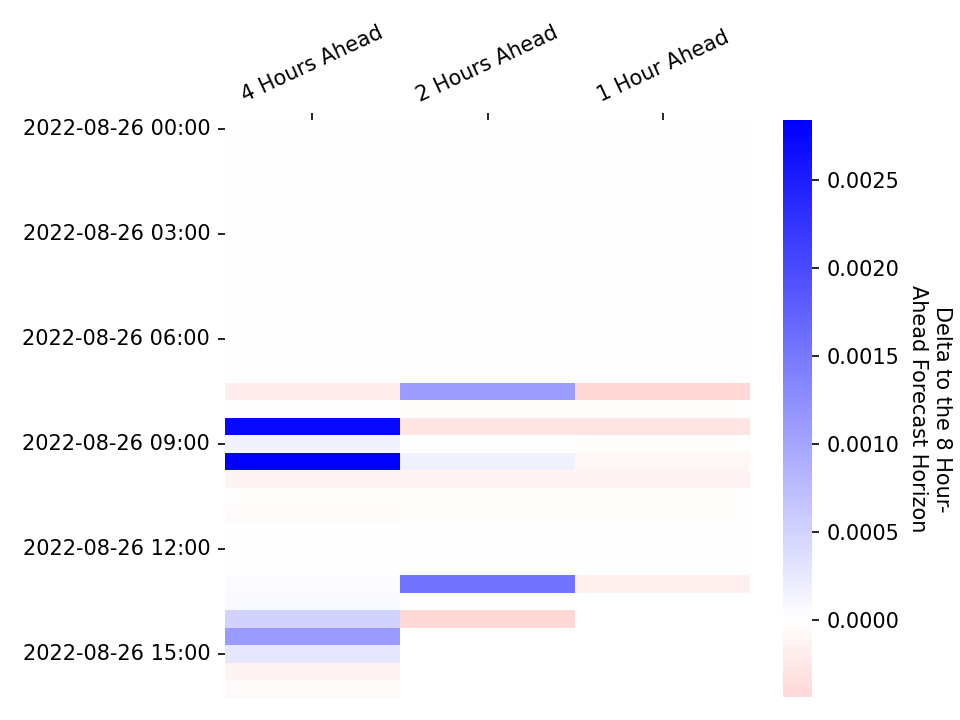 4 Hours Ahead
2 Hours Ahead
1 Hour Ahead
2022-08-26 00:00
2022-08-26 03:00
2022-08-26 06:00
2022-08-26 09:00
2022-08-26 12:00
2022-08-26 15:00
0.0025
0.0020
0.0015
0.0010
0.0005
0.0000
Delta to the 8 Hour-
Ahead Forecast Horizon